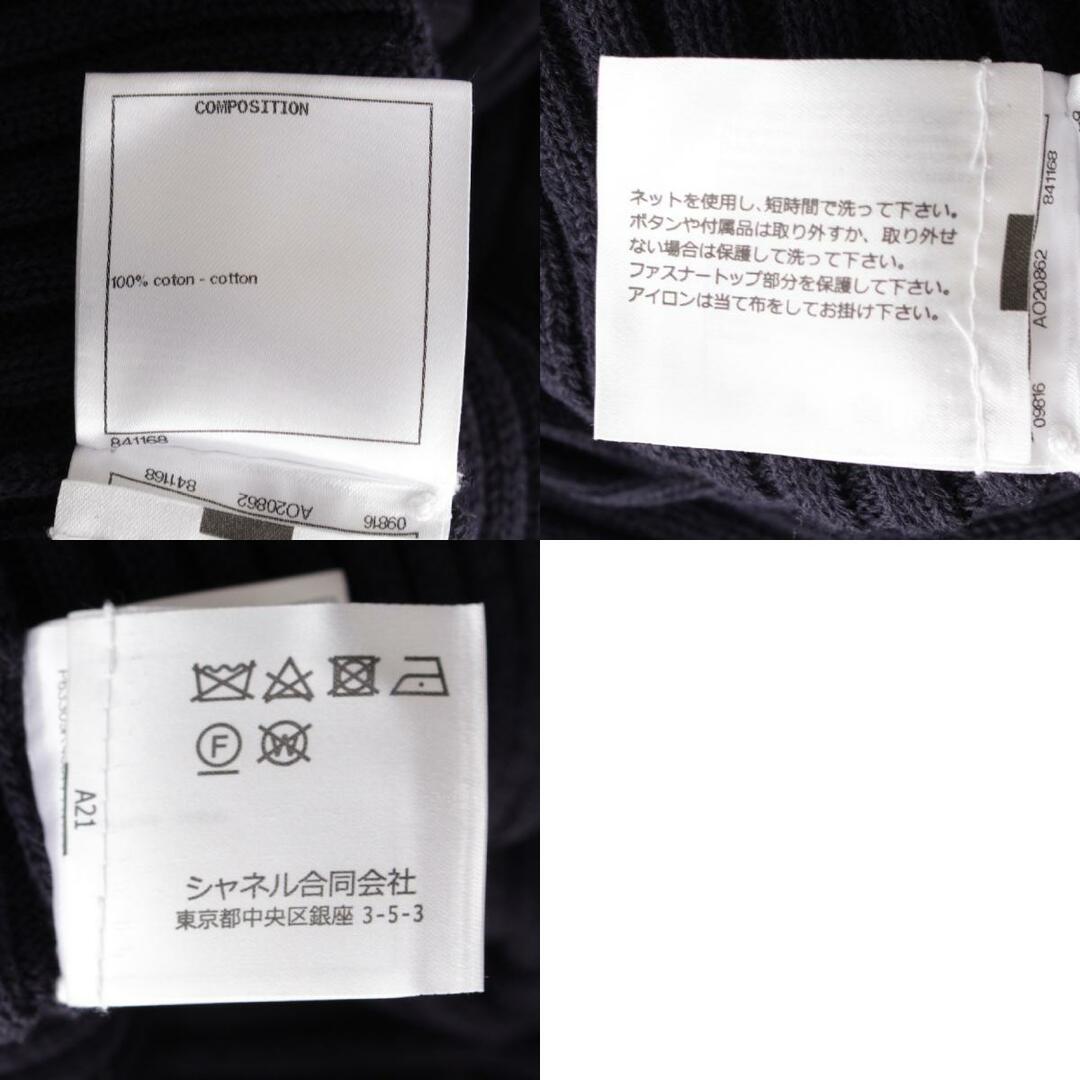 COMPOSITION
100% coton - cotton
841168
841168
AO20862
09816
ネットを使用し、短時間で洗って下さい。
ボタンや付属品は取り外すか、取り外せ
ない場合は保護して洗って下さい。
ファスナートップ部分を保護して下さい。
アイロンは当て布をしてお掛け下さい。
841168
AO20862
09816
F
W
A21
シャネル合同会社
東京都中央区銀座 3-5-3